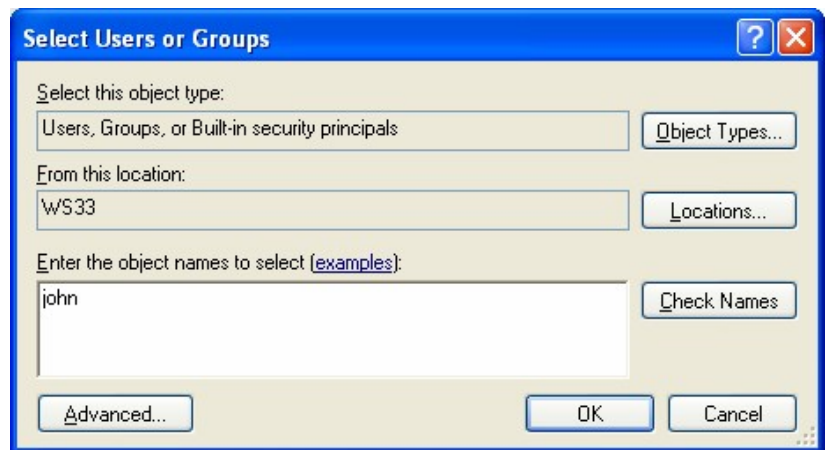 Select Users or Groups
Select this object type:
Users, Groups, or Built-in security principals
Object Types...
From this location:
WS33
Locations...
Enter the object names to select (examples):
john
Check Names
Advanced...
OK
Cancel